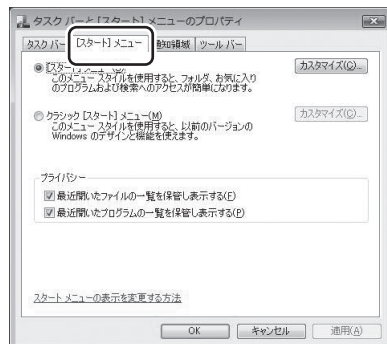 タスク バーと [スタート] メニューのプロパティ
タスク バー [スタート] メニュー 通知領域 ツール バー
[スタート] メニュー(S) カスタマイズ(C)...
このメニュー スタイルを使用すると、フォルダ、お気に入り
のプログラムおよび検索へのアクセスが簡単になります。
クラシック [スタート] メニュー(M) カスタマイズ(C)...
このメニュー スタイルを使用すると、以前のバージョンの
Windows のデザインと機能を使えます。
プライバシー
最近開いたファイルの一覧を保管し表示する(F)
最近開いたプログラムの一覧を保管し表示する(P)
スタート メニューの表示を変更する方法
OK キャンセル 適用(A)